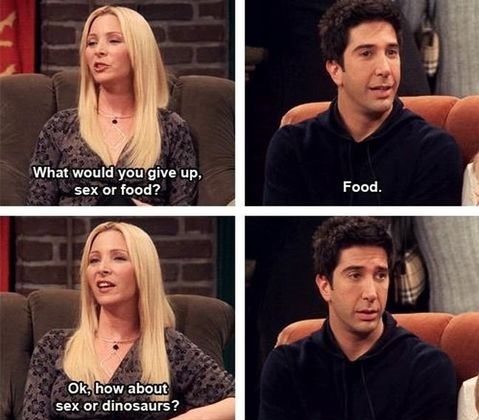 What would you give up,
sex or food?
Food.
Ok, how about
sex or dinosaurs?